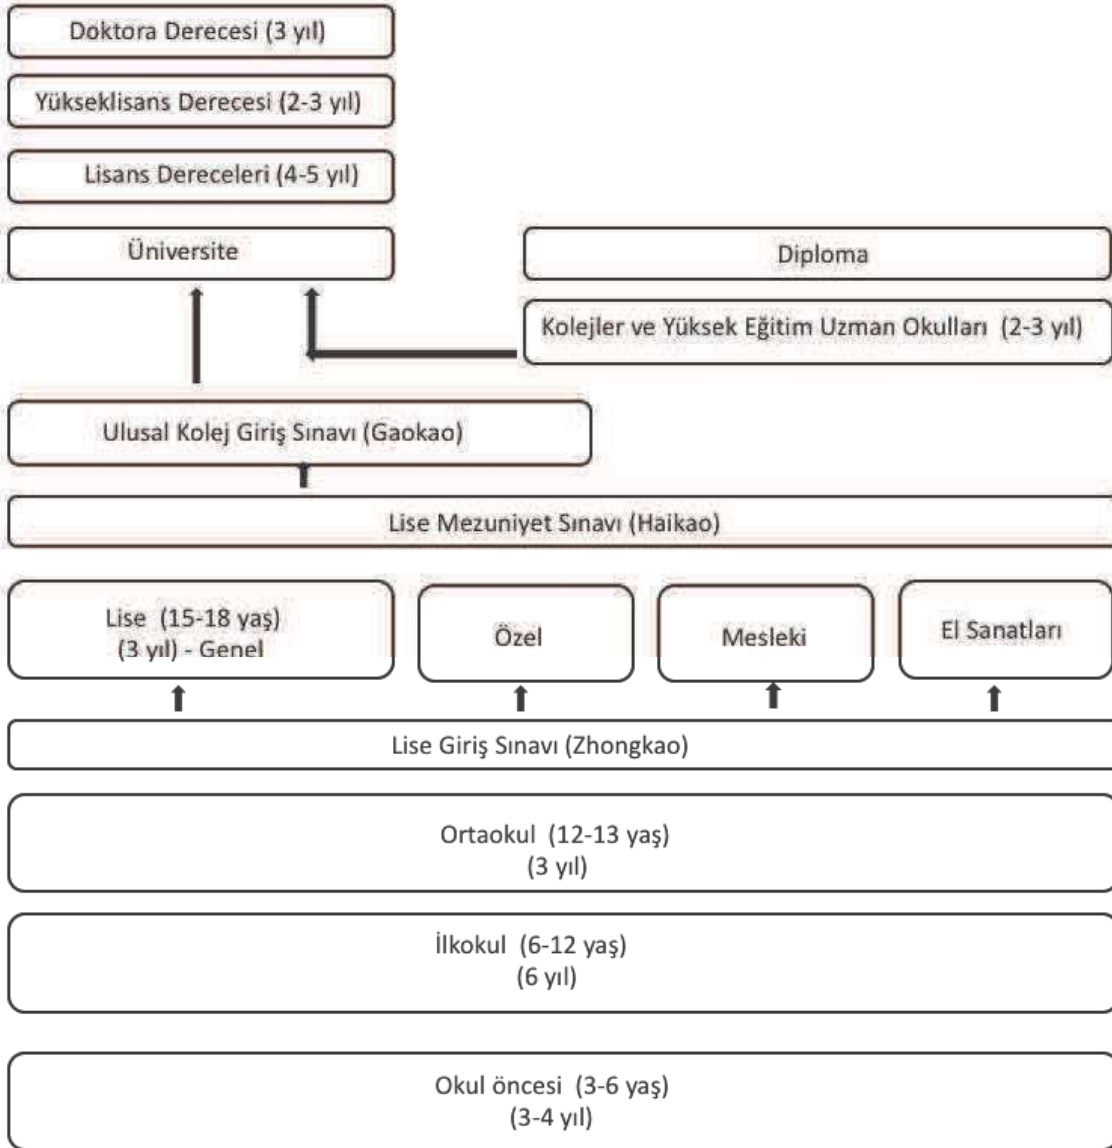 Doktora Derecesi (3 yıl)
Yükseklisans Derecesi (2-3 yıl)
Lisans Dereceleri (4-5 yıl)
Üniversite
Diploma
Kolejler ve Yüksek Eğitim Uzman Okulları (2-3 yıl)
Ulusal Kolej Giriş Sınavı (Gaokao)
Lise Mezuniyet Sınavı (Haikao)
Lise (15-18 yaş)
(3 yıl) - Genel
Özel
Mesleki
El Sanatları
Lise Giriş Sınavı (Zhongkao)
Ortaokul (12-13 yaş)
(3 yıl)
İlkokul (6-12 yaş)
(6 yıl)
Okul öncesi (3-6 yaş)
(3-4 yıl)